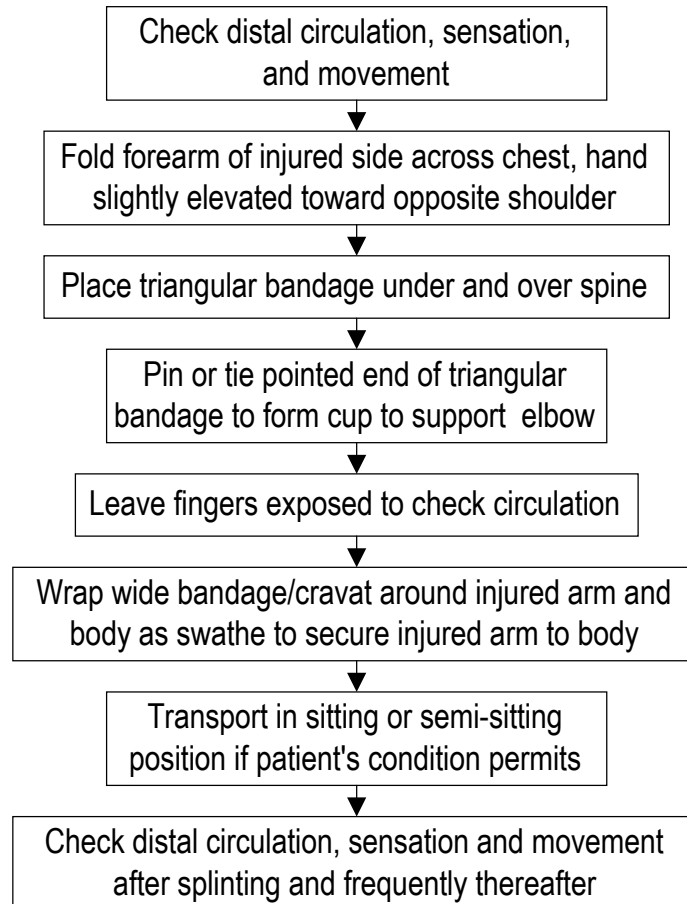 Check distal circulation, sensation,
and movement
Fold forearm of injured side across chest, hand
slightly elevated toward opposite shoulder
Place triangular bandage under and over spine
Pin or tie pointed end of triangular
bandage to form cup to support elbow
Leave fingers exposed to check circulation
Wrap wide bandage/cravat around injured arm and
body as swathe to secure injured arm to body
Transport in sitting or semi-sitting
position if patient's condition permits
Check distal circulation, sensation and movement
after splinting and frequently thereafter